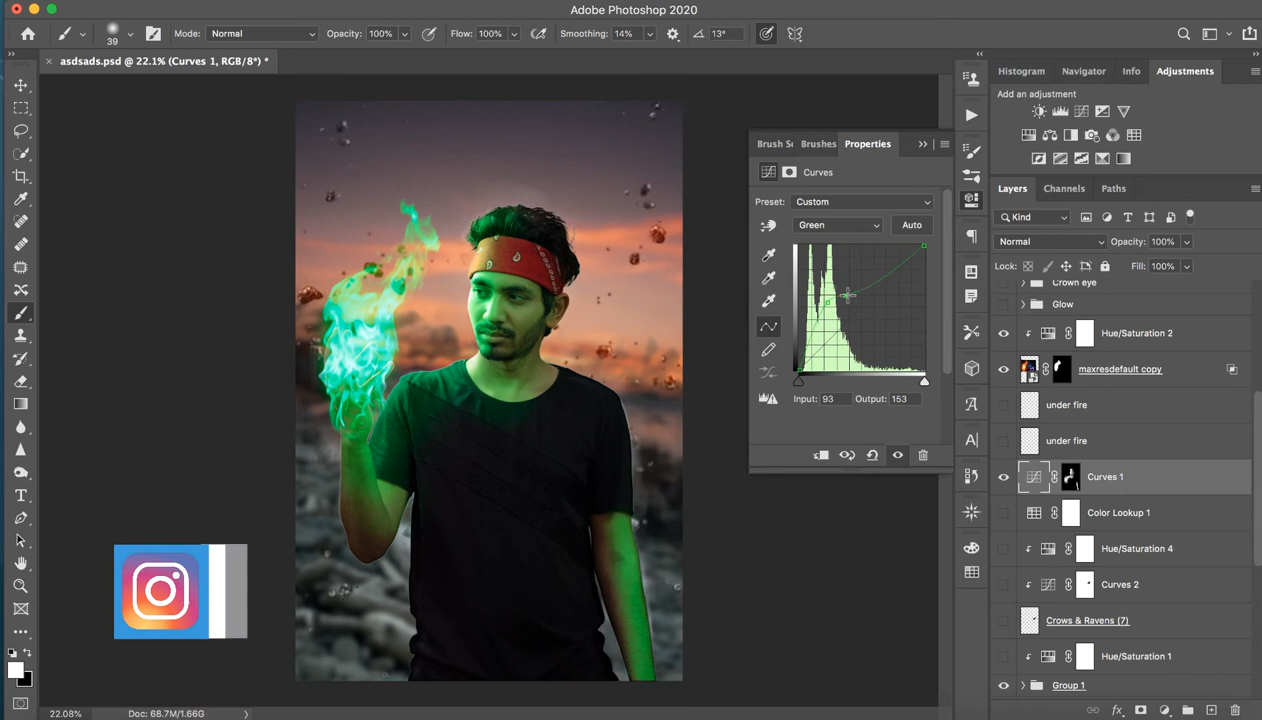 Adobe Photoshop 2020
39
Mode: Normal
Opacity: 100%
Flow: 100%
Smoothing: 14%
13°
asdsads.psd @ 22.1% (Curves 1, RGB/8*) *
Histogram
Navigator
Info
Adjustments
Add an adjustment
Brush Se
Brushes
Properties
Curves
Preset: Custom
Green
Auto
Input: 93
Output: 153
Layers
Channels
Paths
Kind
Normal
Opacity: 100%
Lock:
Fill: 100%
Crown eye
Glow
Hue/Saturation 2
maxresdefault copy
under fire
under fire
Curves 1
Color Lookup 1
Hue/Saturation 4
Curves 2
Crows & Ravens (7)
Hue/Saturation 1
Group 1
fx
22.08%
Doc: 68.7M/1.66G